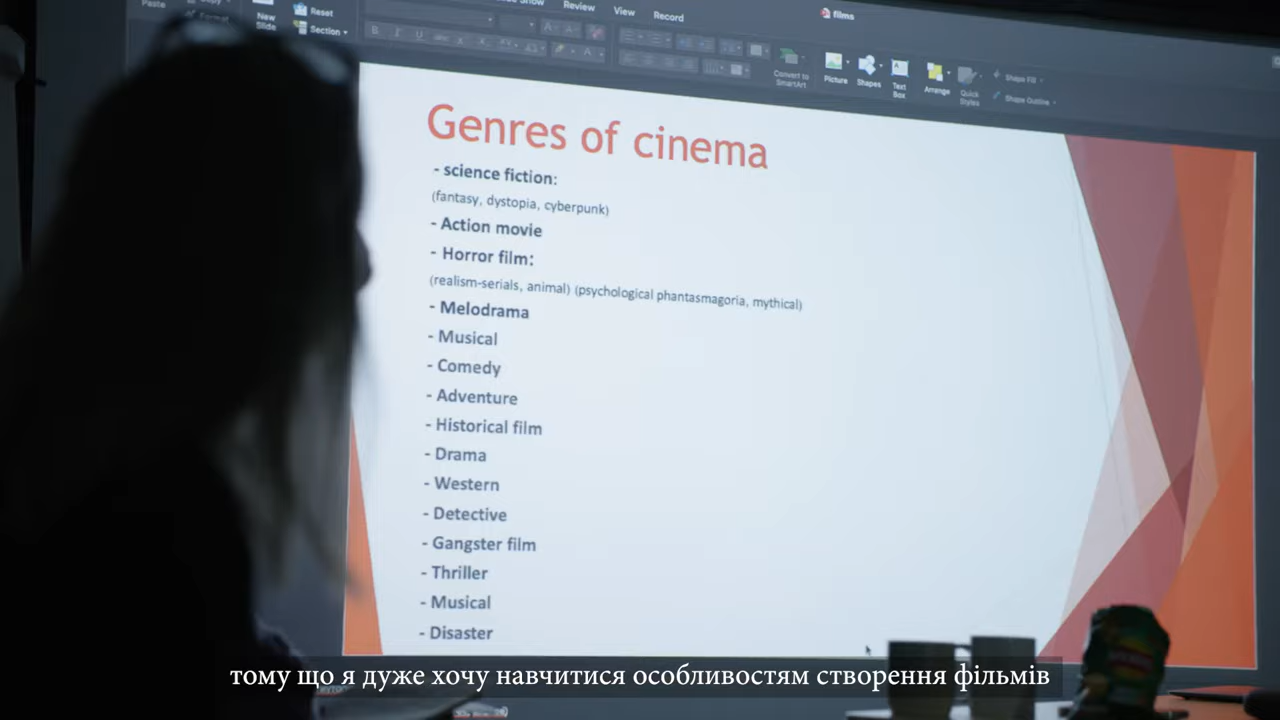 Paste
Format
New
Slide
Reset
Section
Review
View
Record
films
Convert to
SmartArt
Picture
Shapes
Text
Box
Arrange
Quick
Styles
Shape Fill
Shape Outline
Genres of cinema
- science fiction:
(fantasy, dystopia, cyberpunk)
- Action movie
- Horror film:
(realism-serials, animal) (psychological phantasmagoria, mythical)
- Melodrama
- Musical
- Comedy
- Adventure
- Historical film
- Drama
- Western
- Detective
- Gangster film
- Thriller
- Musical
- Disaster
тому що я дуже хочу навчитися особливостям створення фільмів